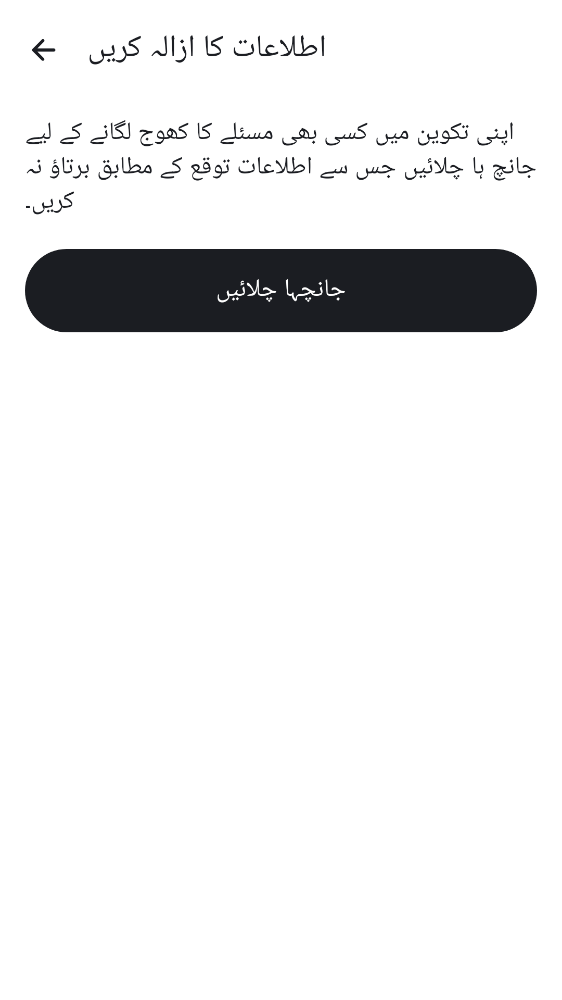 اطلاعات کا ازالہ کریں
اپنی تکوین میں کسی بھی مسئلے کا کھوج لگانے کے لیے
جانچ ہا چلائیں جس سے اطلاعات توقع کے مطابق برتاؤ نہ
کریں۔
جانچہا چلائیں